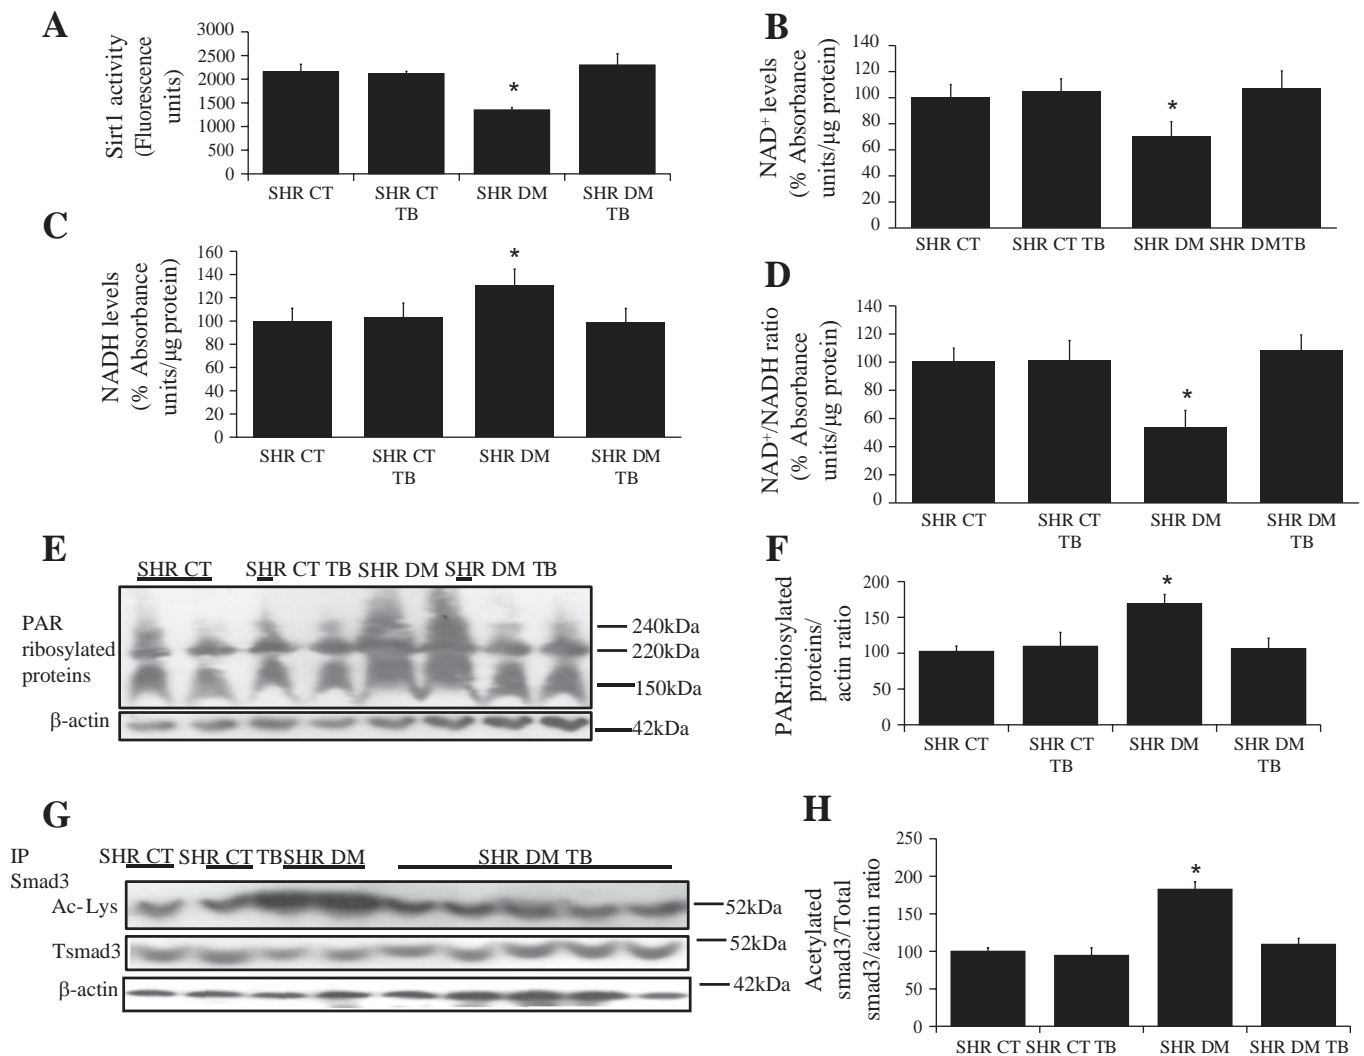 A
Sirt1 activity
(Fluorescence
units)
3000
2500
2000
1500
1000
500
0
*
SHR CT
SHR CT
TB
SHR DM
SHR DM
TB
B
NAD+ levels
(% Absorbance
units/µg protein)
140
120
100
80
60
40
20
0
*
SHR CT
SHR CT TB
SHR DM
SHR DMTB
C
NADH levels
(% Absorbance
units/µg protein)
160
140
120
100
80
60
40
20
0
*
SHR CT
SHR CT
TB
SHR DM
SHR DM
TB
D
NAD+/NADH ratio
(% Absorbance
units/µg protein)
140
120
100
80
60
40
20
0
*
SHR CT
SHR CT
TB
SHR DM
SHR DM
TB
E
SHR CT SHR CT TB SHR DM SHR DM TB
PAR
ribosylated
proteins
240kDa
220kDa
150kDa
β-actin
42kDa
F
PARribiosylated
proteins/
actin ratio
200
150
100
50
0
*
SHR CT
SHR CT
TB
SHR DM
SHR DM
TB
G
IP
Smad3
SHR CT SHR CT TB SHR DM SHR DM TB
Ac-Lys
52kDa
Tsmad3
52kDa
β-actin
42kDa
H
Acetylated
smad3/Total
smad3/actin ratio
250
200
150
100
50
0
*
SHR CT SHR CT TB
SHR DM
SHR DM TB